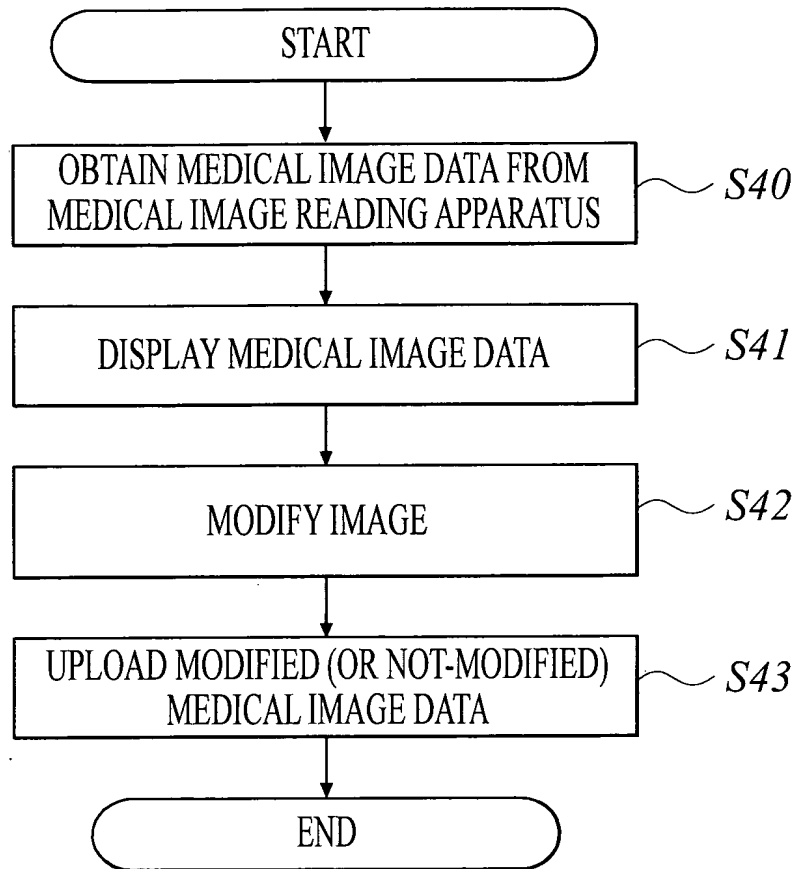 START
OBTAIN MEDICAL IMAGE DATA FROM
MEDICAL IMAGE READING APPARATUS
S40
DISPLAY MEDICAL IMAGE DATA
S41
MODIFY IMAGE
S42
UPLOAD MODIFIED (OR NOT-MODIFIED)
MEDICAL IMAGE DATA
S43
END